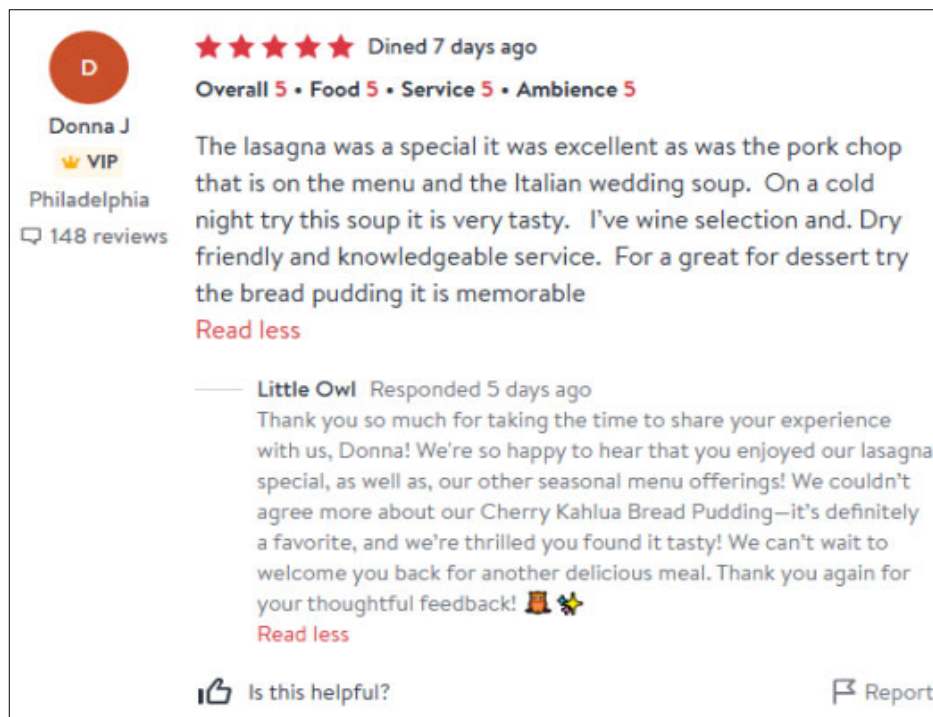 D
Donna J
VIP
Philadelphia
148 reviews
Dined 7 days ago
Overall 5 • Food 5 • Service 5 • Ambience 5
The lasagna was a special it was excellent as was the pork chop
that is on the menu and the Italian wedding soup.  On a cold
night try this soup it is very tasty.   I've wine selection and. Dry
friendly and knowledgeable service.  For a great for dessert try
the bread pudding it is memorable
Read less
Little Owl Responded 5 days ago
Thank you so much for taking the time to share your experience
with us, Donna! We're so happy to hear that you enjoyed our lasagna
special, as well as, our other seasonal menu offerings! We couldn't
agree more about our Cherry Kahlua Bread Pudding—it's definitely
a favorite, and we're thrilled you found it tasty! We can't wait to
welcome you back for another delicious meal. Thank you again for
your thoughtful feedback! 🦉 ✨
Read less
Is this helpful?
Report